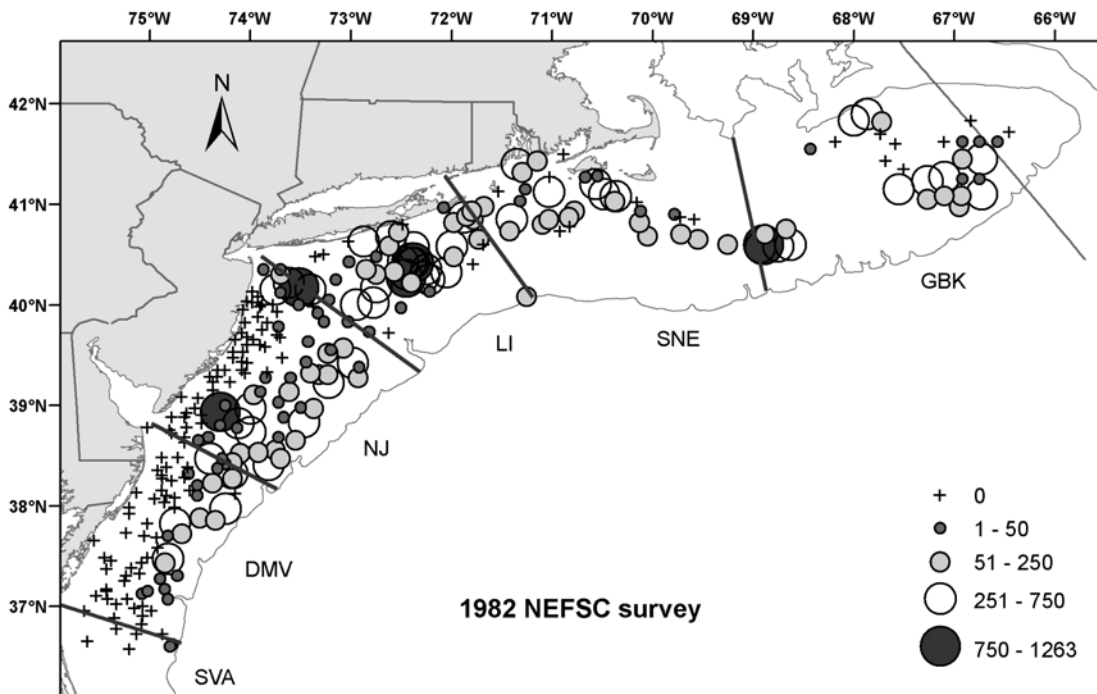 75°W 74°W 73°W 72°W 71°W 70°W 69°W 68°W 67°W 66°W
N
42°N
41°N
40°N
39°N
38°N
37°N
GBK
SNE
LI
NJ
DMV
SVA
1982 NEFSC survey
0
1 - 50
51 - 250
251 - 750
750 - 1263